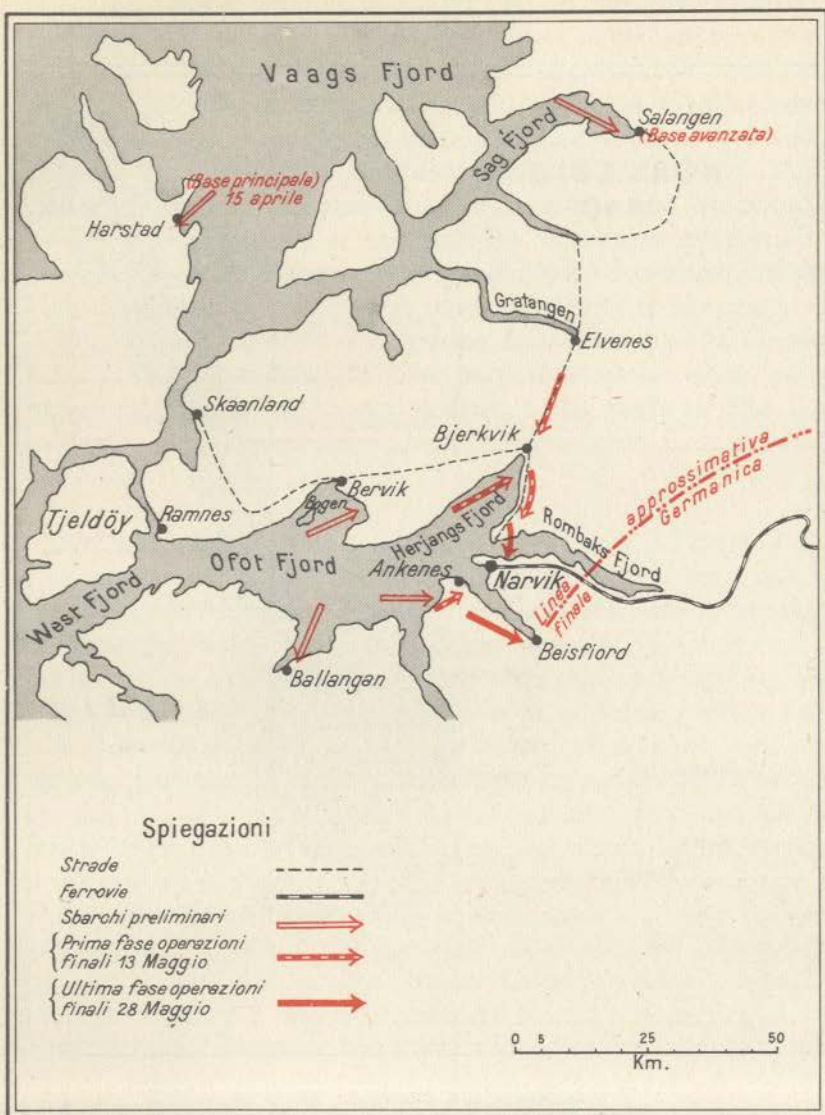 Vaags Fjord
Salangen
(Base avanzata)
Sag Fjord
(Base principale)
15 aprile
Harstad
Gratangen
Elvenes
Skaanland
Bjerkvik
Bervik
Bogen
Herjangs Fjord
approssimativa
Germanica
Linea
finale
Tjeldöy
Ramnes
Ofot Fjord
Rombaks Fjord
Ankenes
Narvik
West Fjord
Beisfiord
Ballangan
Spiegazioni
Strade
Ferrovie
Sbarchi preliminari
Prima fase operazioni
finali 13 Maggio
Ultima fase operazioni
finali 28 Maggio
0 5 25 50
Km.